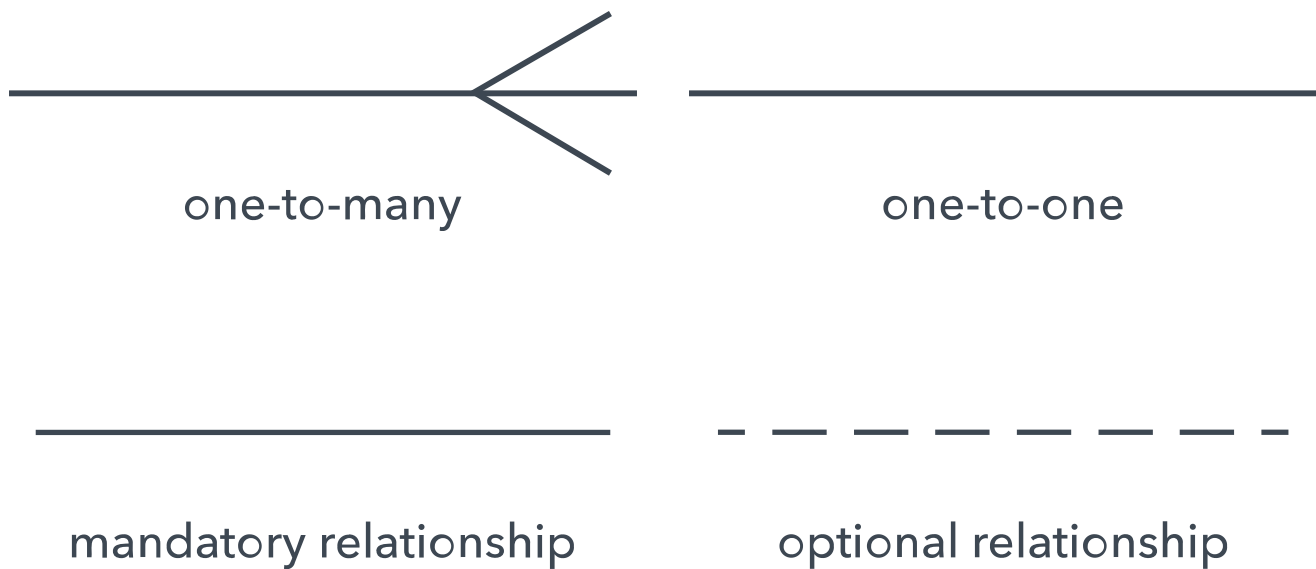 one-to-many
one-to-one
mandatory relationship
optional relationship